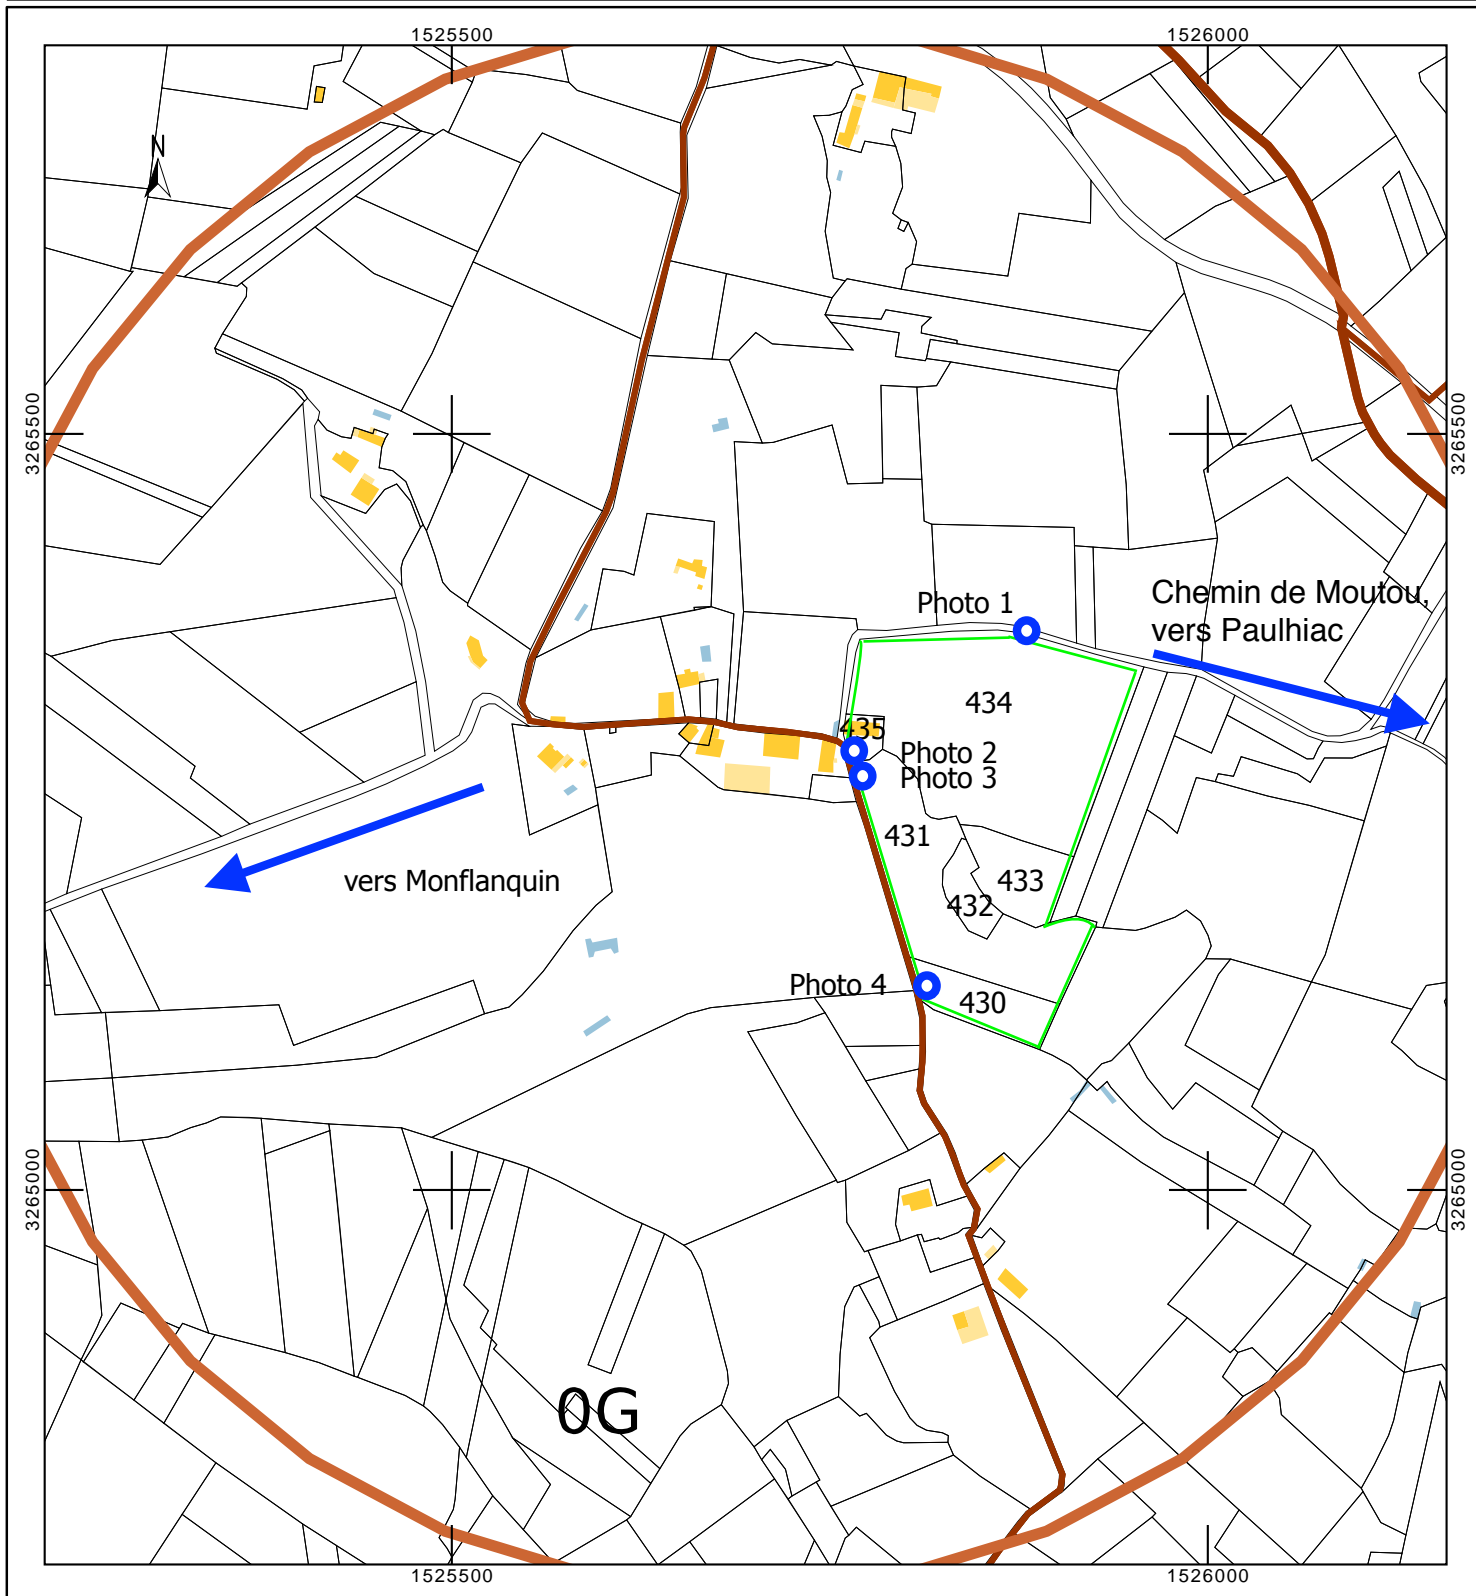 1525500
1526000
N
3265500
3265500
Photo 1
Chemin de Moutou,
vers Paulhiac
434
435
Photo 2
Photo 3
431
vers Monflanquin
433
432
Photo 4
430
3265000
3265000
0G
1525500
1526000